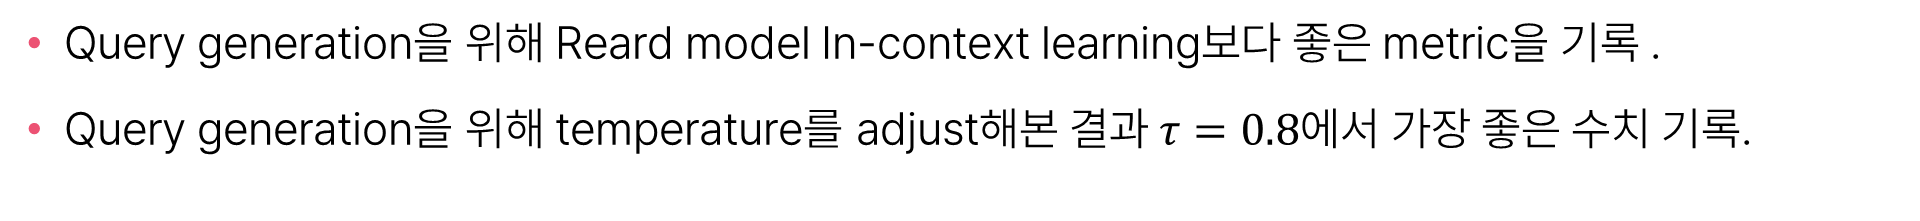 • Query generation을 위해 Reard model In-context learning보다 좋은 metric을 기록 .
• Query generation을 위해 temperature를 adjust해본 결과 τ = 0.8에서 가장 좋은 수치 기록.